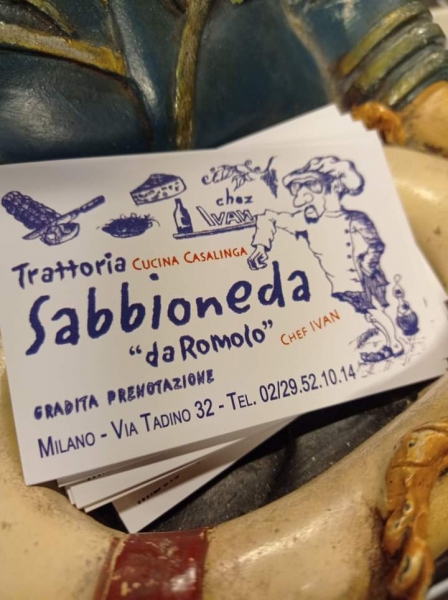 chez
IVAN
Trattoria CUCINA CASALINGA
Sabbioneda
"da Romolo" CHEF IVAN
GRADITA PRENOTAZIONE
MILANO - VIA TADINO 32 - TEL. 02/29.52.10.14